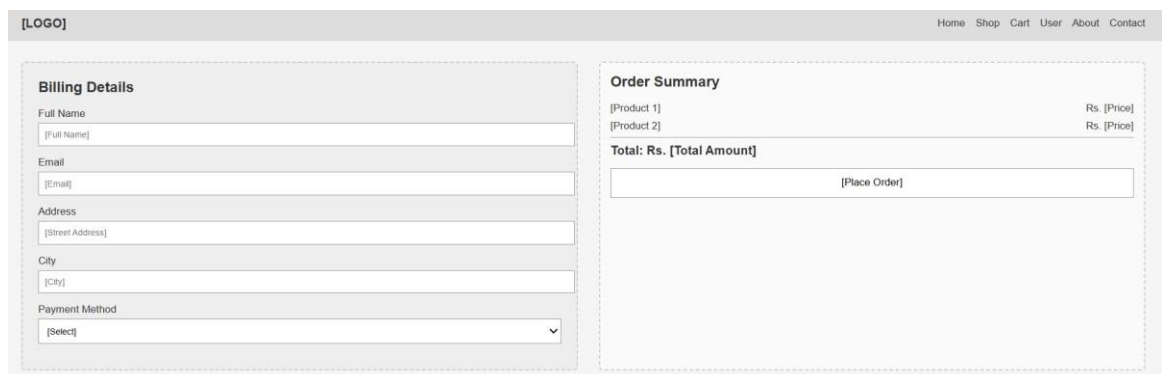 [LOGO]
Home Shop Cart User About Contact
Billing Details
Full Name
[Full Name]
Email
[Email]
Address
[Street Address]
City
[City]
Payment Method
[Select]
Order Summary
[Product 1] Rs. [Price]
[Product 2] Rs. [Price]
Total: Rs. [Total Amount]
[Place Order]